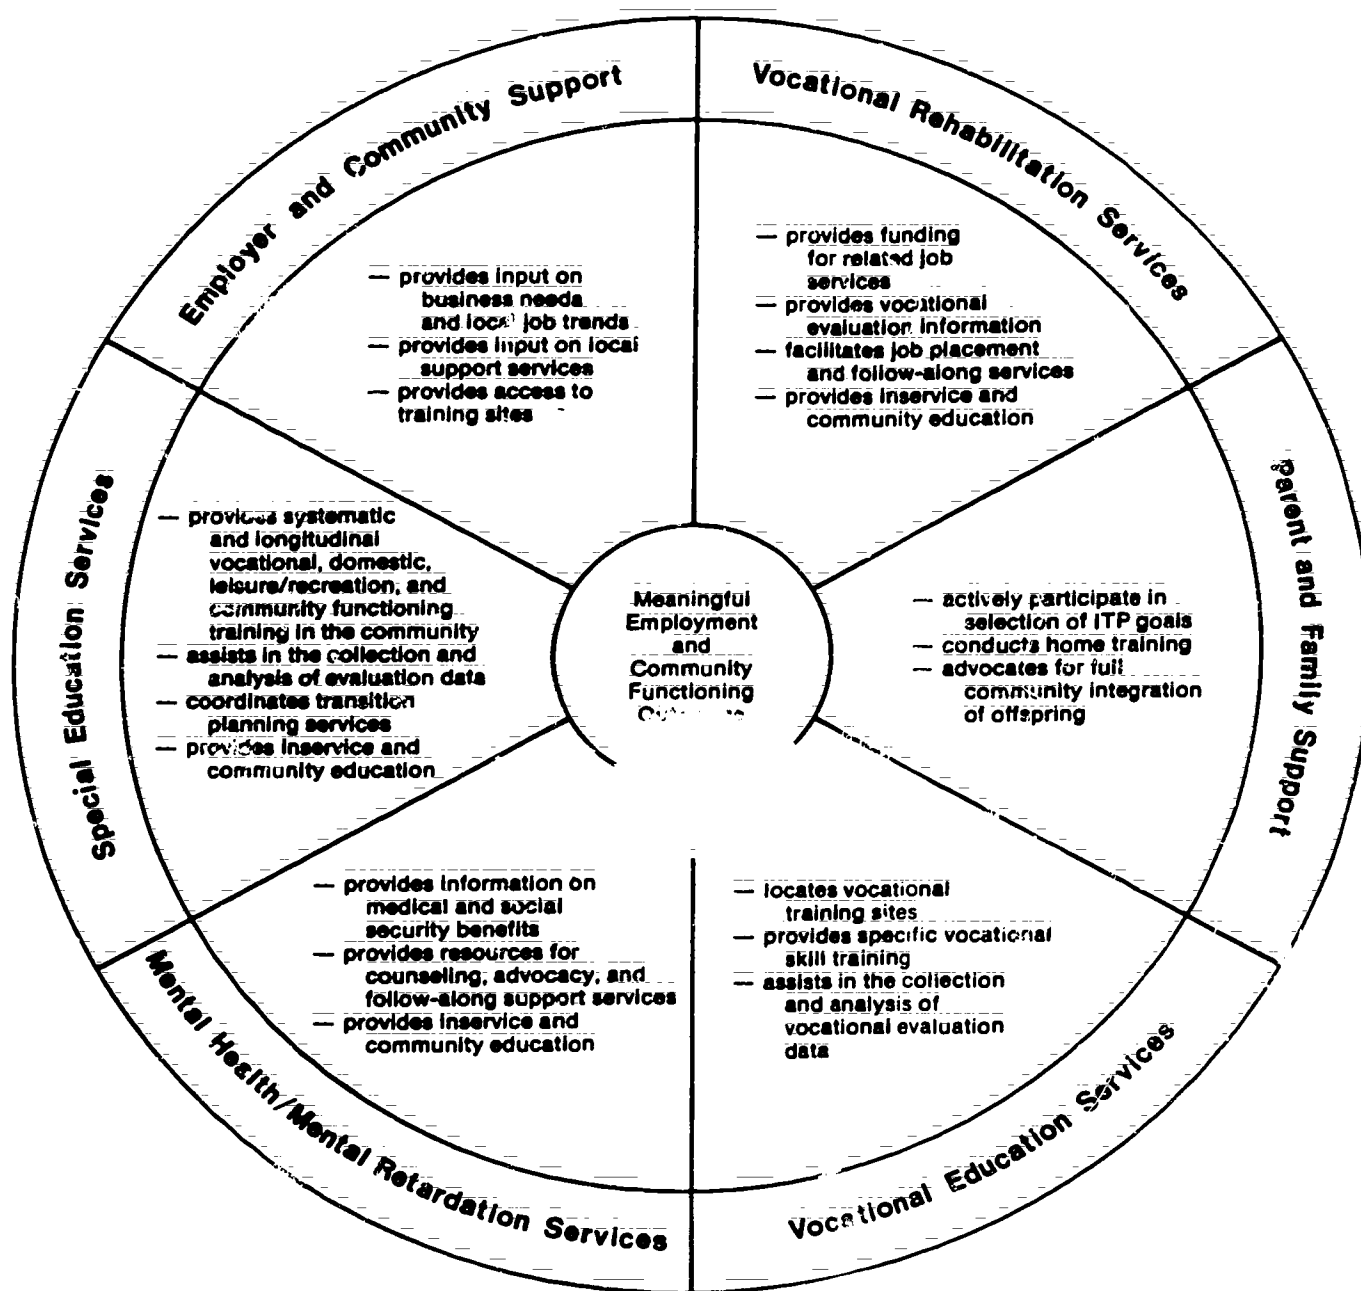 Employer and Community Support
— provides input on
business needs
and local job trends
— provides input on local
support services
— provides access to
training sites
Vocational Rehabilitation Services
— provides funding
for related job
services
— provides vocational
evaluation information
— facilitates job placement
and follow-along services
— provides inservice and
community education
Parent and Family Support
— actively participate in
selection of ITP goals
— conducts home training
— advocates for full
community integration
of offspring
Vocational Education Services
— locates vocational
training sites
— provides specific vocational
skill training
— assists in the collection
and analysis of
vocational evaluation
data
Mental Health/Mental Retardation Services
— provides information on
medical and social
security benefits
— provides resources for
counseling, advocacy, and
follow-along support services
— provides inservice and
community education
Special Education Services
— provides systematic
and longitudinal
vocational, domestic,
leisure/recreation, and
community functioning
training in the community
— assists in the collection and
analysis of evaluation data
— coordinates transition
planning services
— provides inservice and
community education
Meaningful
Employment
and
Community
Functioning